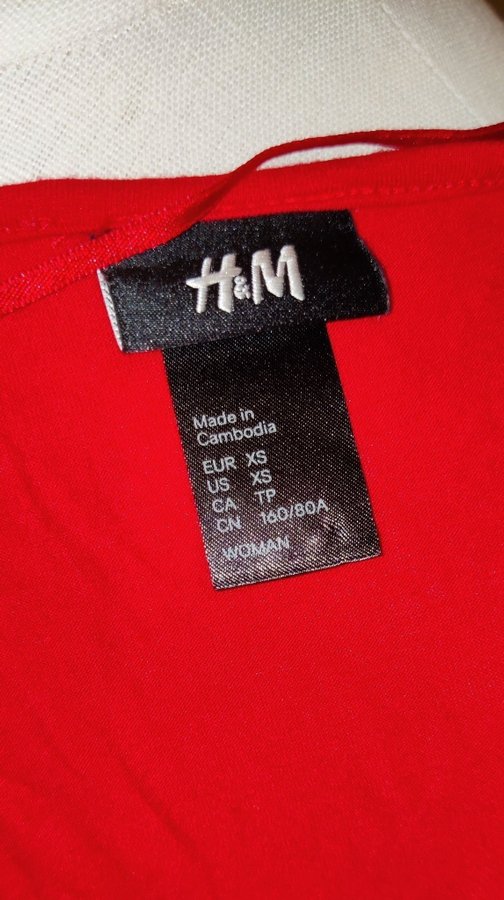 H&M
Made in
Cambodia
EUR XS
US XS
CA TP
CN 160/80A
WOMAN